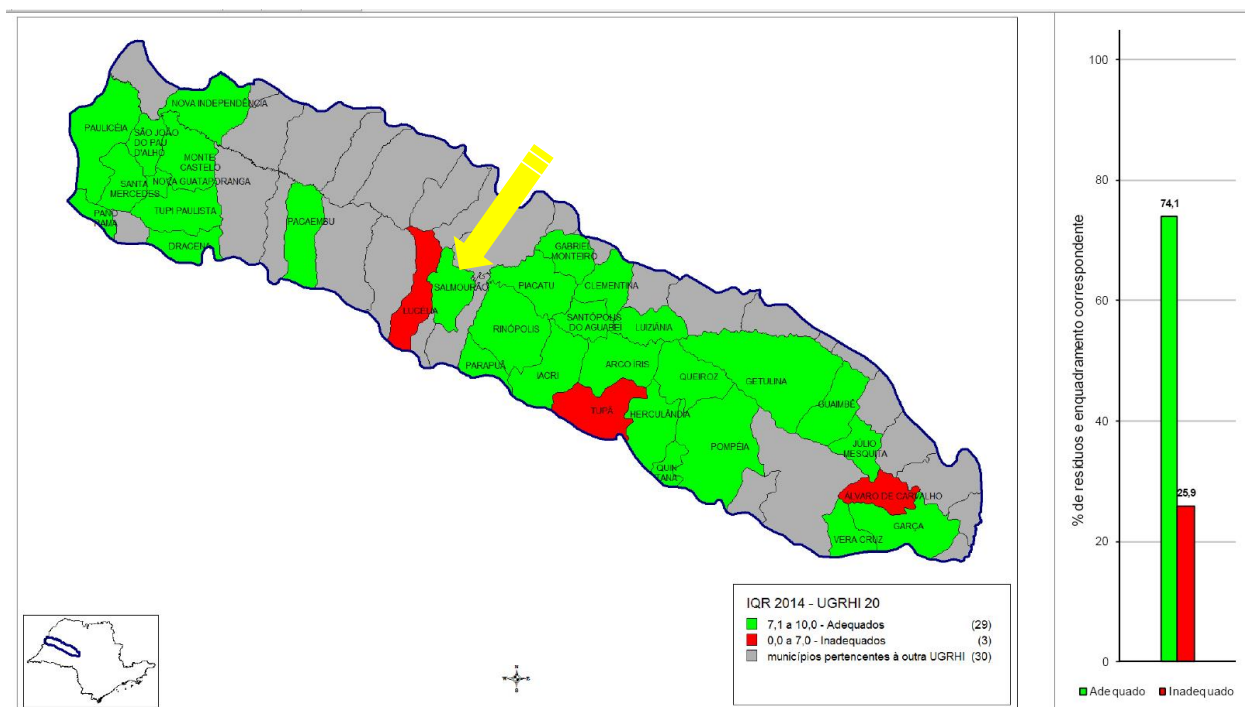 NOVA INDEPENDÊNCIA
PAULICÉIA
SÃO JOÃO
DO PAU
D'ALHO
MONTE
CASTELO
SANTA
MERCEDES
NOVA GUATAPORANGA
PANO
RAMA
TUPI PAULISTA
DRACENA
PACAEMBU
LUCÉLIA
SALMOURÃO
GABRIEL
MONTEIRO
PIACATU
CLEMENTINA
SANTÓPOLIS
DO AGUAPEÍ
LUIZIÂNIA
RINÓPOLIS
PARAPUÃ
IACRI
ARCO ÍRIS
QUEIROZ
GETULINA
TUPÃ
HERCULÂNDIA
GUAIMBÊ
POMPÉIA
JÚLIO
MESQUITA
QUIN
TANA
ÁLVARO DE CARVALHO
GARÇA
VERA CRUZ
IQR 2014 - UGRHI 20
7,1 a 10,0 - Adequados (29)
0,0 a 7,0 - Inadequados (3)
municípios pertencentes à outra UGRHI (30)
% de resíduos e enquadramento correspondente
100
80
60
40
20
0
74,1
25,9
Adequado Inadequado